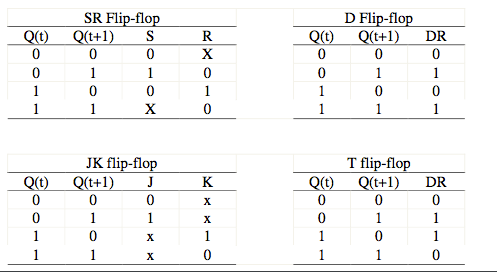 SR Flip-flop
Q(t) Q(t+1) S R
0 0 0 X
0 1 1 0
1 0 0 1
1 1 X 0
D Flip-flop
Q(t) Q(t+1) DR
0 0 0
0 1 1
1 0 0
1 1 1
JK flip-flop
Q(t) Q(t+1) J K
0 0 0 x
0 1 1 x
1 0 x 1
1 1 x 0
T flip-flop
Q(t) Q(t+1) DR
0 0 0
0 1 1
1 0 1
1 1 0